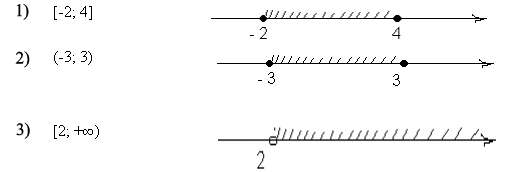 1) [-2; 4]
- 2 4
2) (-3; 3)
- 3 3
3) [2; +∞)
2